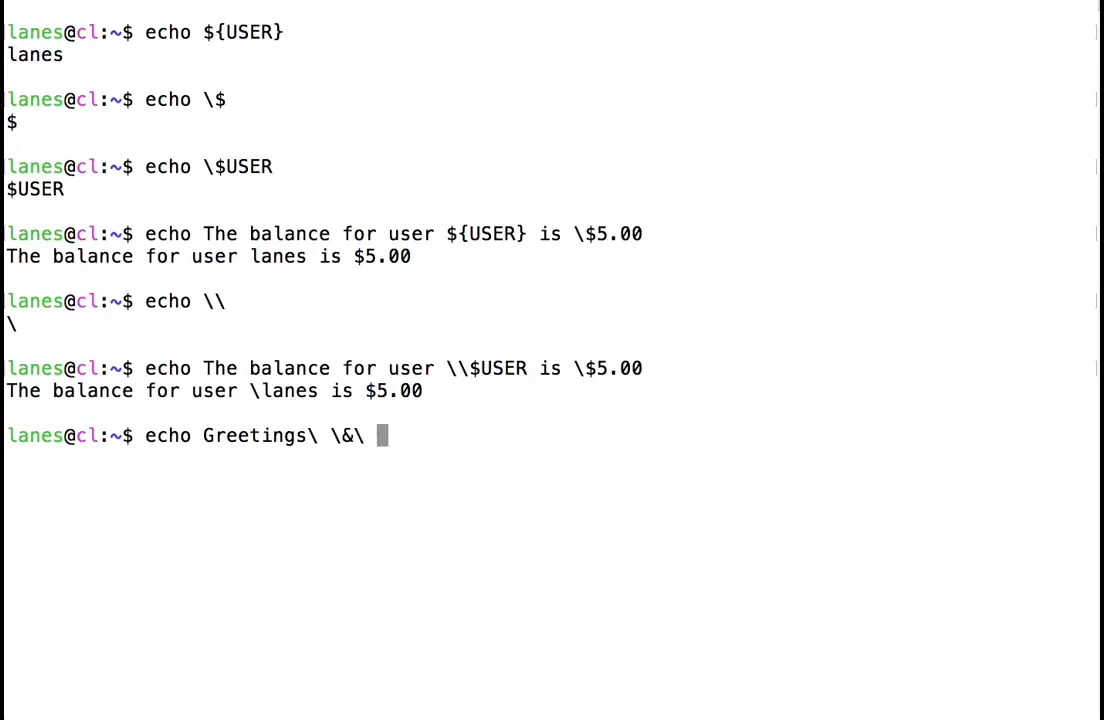 lanes@cl:~$ echo ${USER}
lanes
lanes@cl:~$ echo \$
$
lanes@cl:~$ echo \$USER
$USER
lanes@cl:~$ echo The balance for user ${USER} is \$5.00
The balance for user lanes is $5.00
lanes@cl:~$ echo \\
\
lanes@cl:~$ echo The balance for user \\$USER is \$5.00
The balance for user \lanes is $5.00
lanes@cl:~$ echo Greetings\ \&\